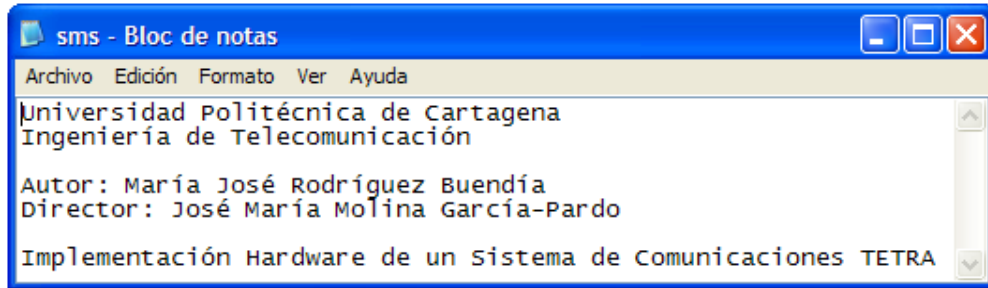 sms - Bloc de notas
Archivo Edición Formato Ver Ayuda
Universidad Politécnica de Cartagena
Ingeniería de Telecomunicación
Autor: María José Rodríguez Buendía
Director: José María Molina García-Pardo
Implementación Hardware de un Sistema de Comunicaciones TETRA